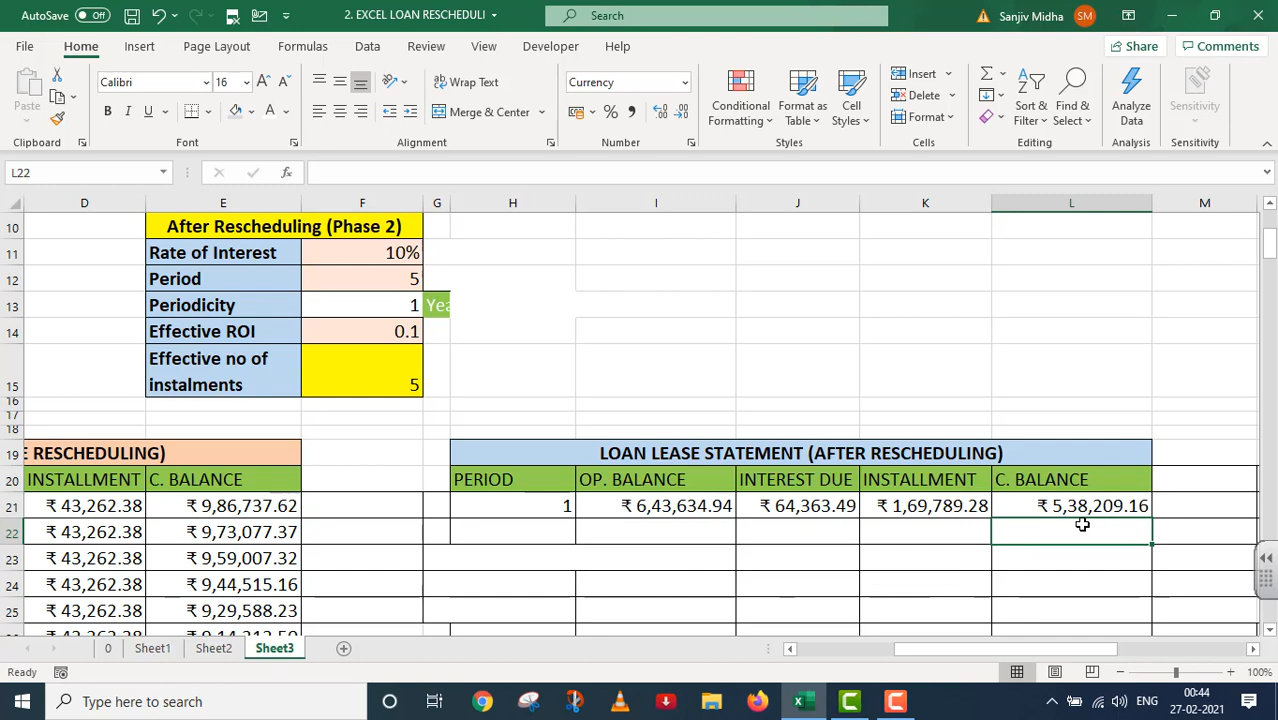 AutoSave Off 2. EXCEL LOAN RESCHEDULI Search Sanjiv Midha SM
File Home Insert Page Layout Formulas Data Review View Developer Help Share Comments
Paste Calibri 16 Wrap Text Currency Conditional Formatting Format as Table Cell Styles Insert Sort & Filter Find & Select Analyze Data Sensitivity
B I U Merge & Center % Delete
Format
Clipboard Font Alignment Number Styles Cells Editing Analysis Sensitivity
L22 fx
D E F G H I J K L M
10 After Rescheduling (Phase 2)
11 Rate of Interest 10%
12 Period 5
13 Periodicity 1 Yea
14 Effective ROI 0.1
Effective no of
15 instalments 5
16
17
18
19 E RESCHEDULING) LOAN LEASE STATEMENT (AFTER RESCHEDULING)
20 INSTALLMENT C. BALANCE PERIOD OP. BALANCE INTEREST DUE INSTALLMENT C. BALANCE
21 ₹ 43,262.38 ₹ 9,86,737.62 1 ₹ 6,43,634.94 ₹ 64,363.49 ₹ 1,69,789.28 ₹ 5,38,209.16
22 ₹ 43,262.38 ₹ 9,73,077.37
23 ₹ 43,262.38 ₹ 9,59,007.32
24 ₹ 43,262.38 ₹ 9,44,515.16
25 ₹ 43,262.38 ₹ 9,29,588.23
0 Sheet1 Sheet2 Sheet3
Ready 100%
Type here to search ENG 00:44
27-02-2021